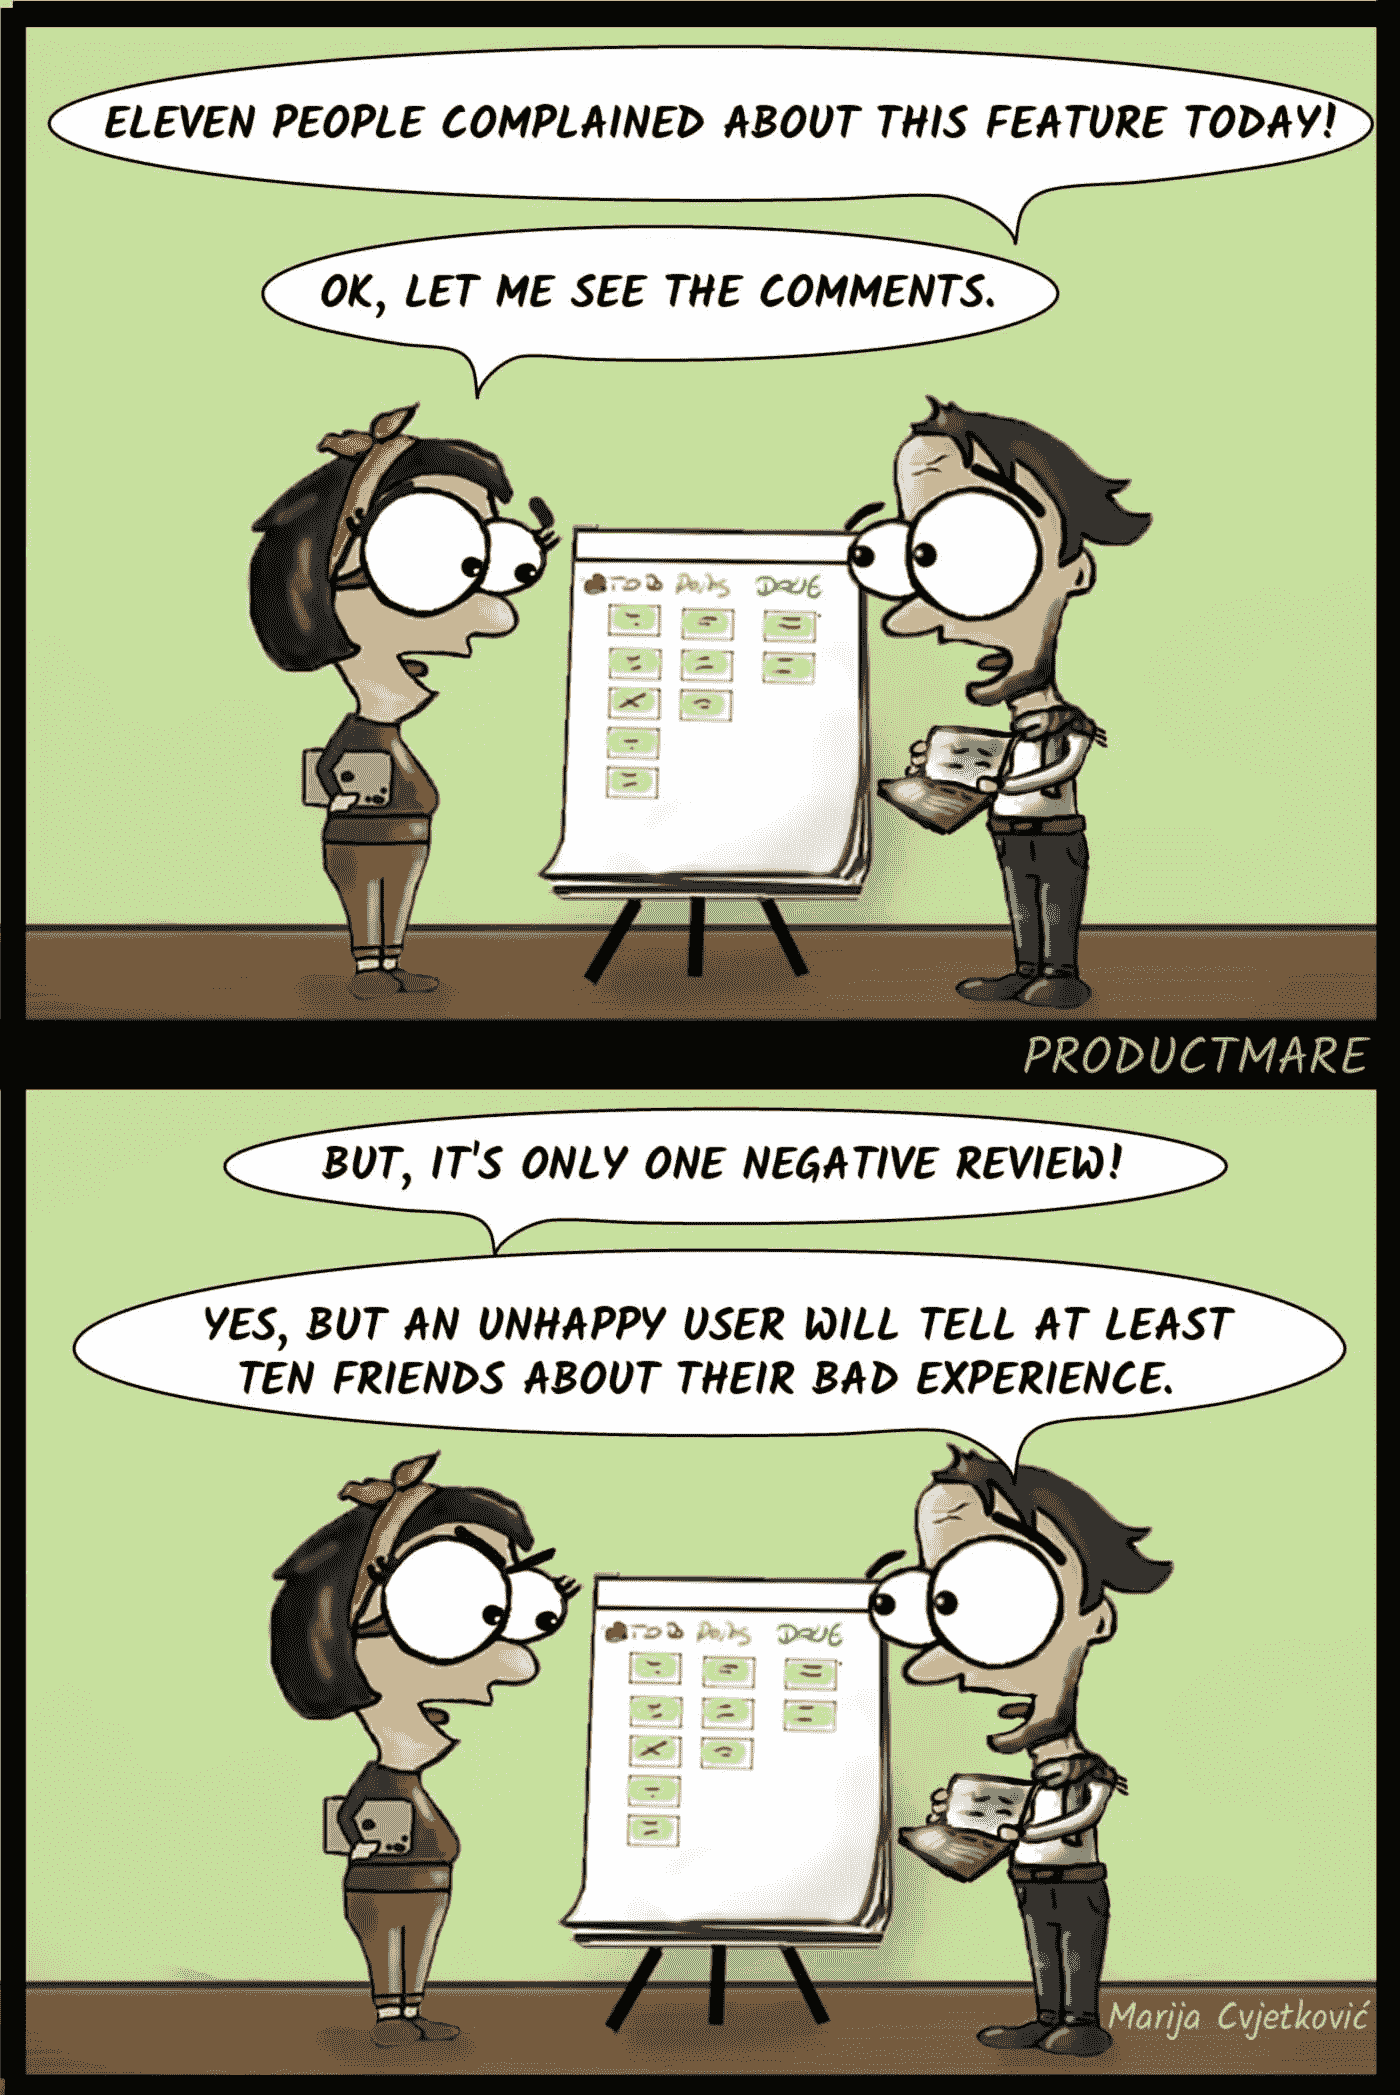 ELEVEN PEOPLE COMPLAINED ABOUT THIS FEATURE TODAY!
OK, LET ME SEE THE COMMENTS.
PRODUCTMARE
BUT, IT'S ONLY ONE NEGATIVE REVIEW!
YES, BUT AN UNHAPPY USER WILL TELL AT LEAST
TEN FRIENDS ABOUT THEIR BAD EXPERIENCE.
Marija Cvjetković